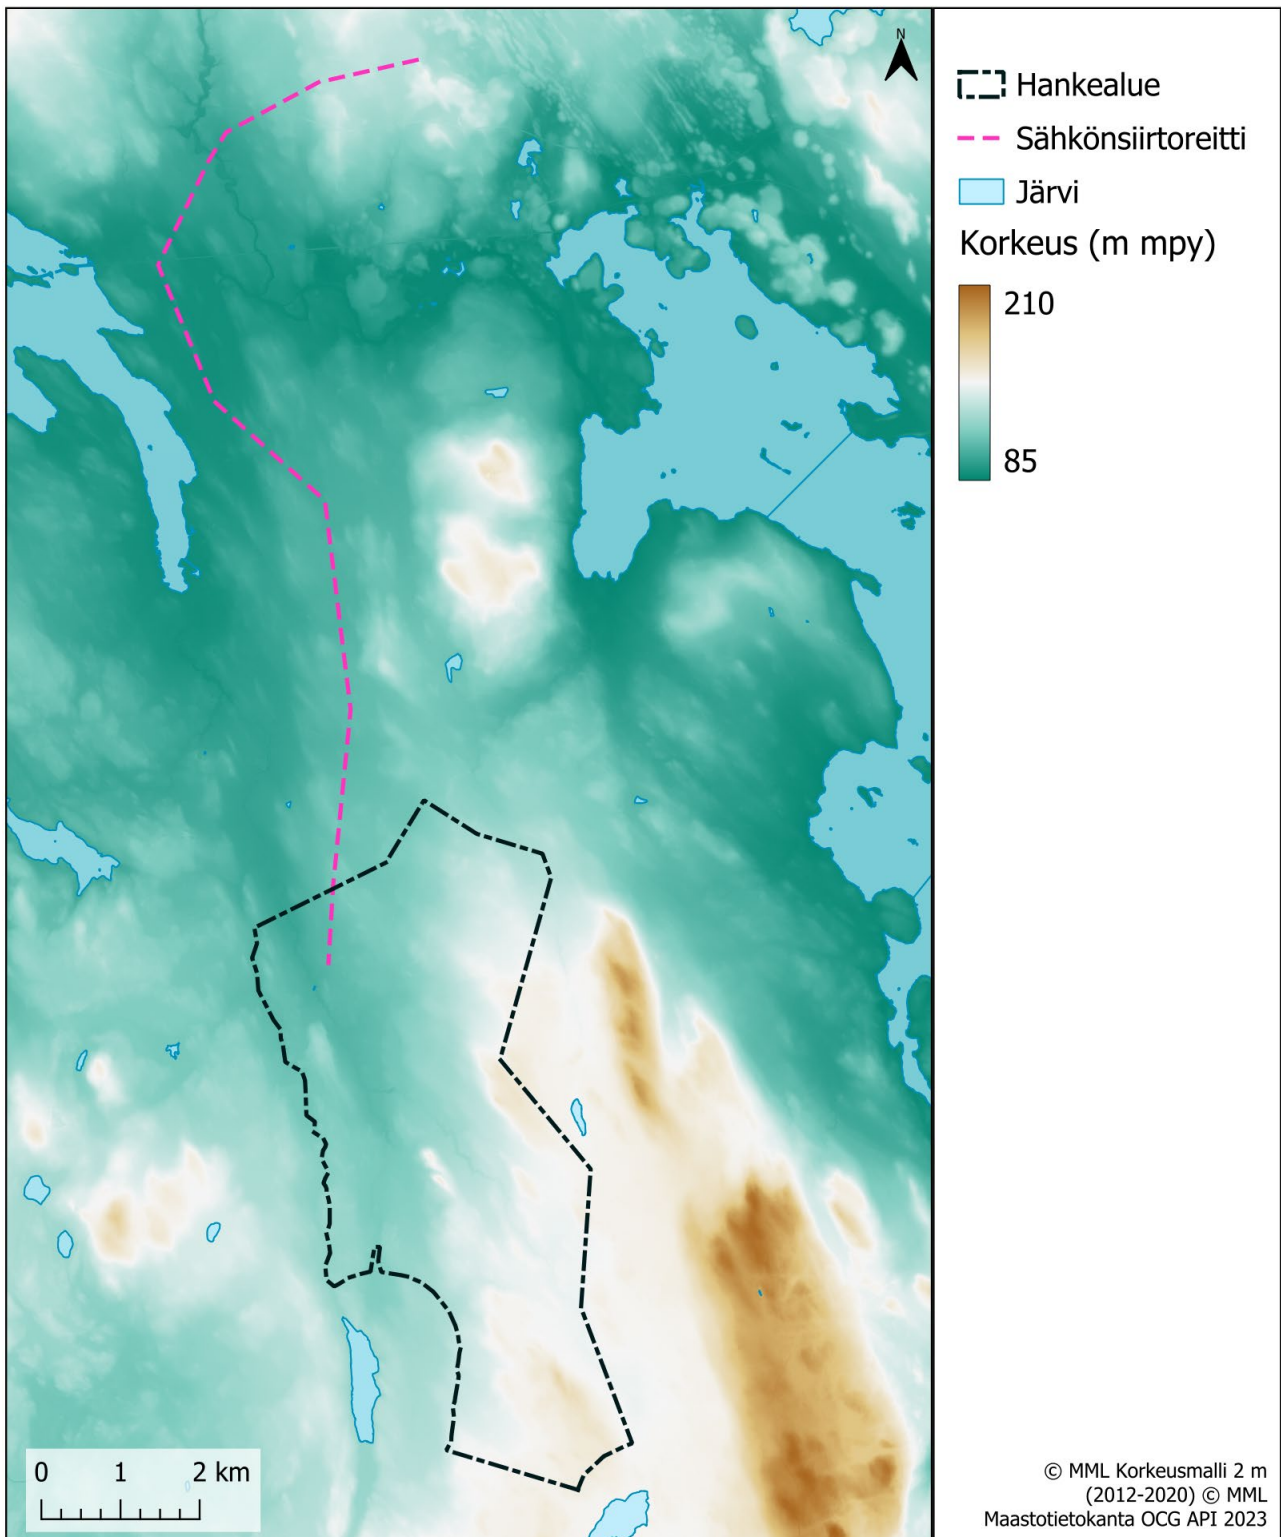 N
Hankealue
Sähkönsiirtoreitti
Järvi
Korkeus (m mpy)
210
85
0 1 2 km
© MML Korkeusmalli 2 m
(2012-2020) © MML
Maastotietokanta OCG API 2023